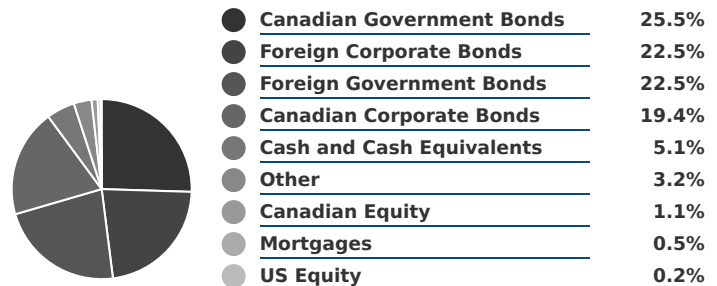 Canadian Government Bonds 25.5%
Foreign Corporate Bonds 22.5%
Foreign Government Bonds 22.5%
Canadian Corporate Bonds 19.4%
Cash and Cash Equivalents 5.1%
Other 3.2%
Canadian Equity 1.1%
Mortgages 0.5%
US Equity 0.2%